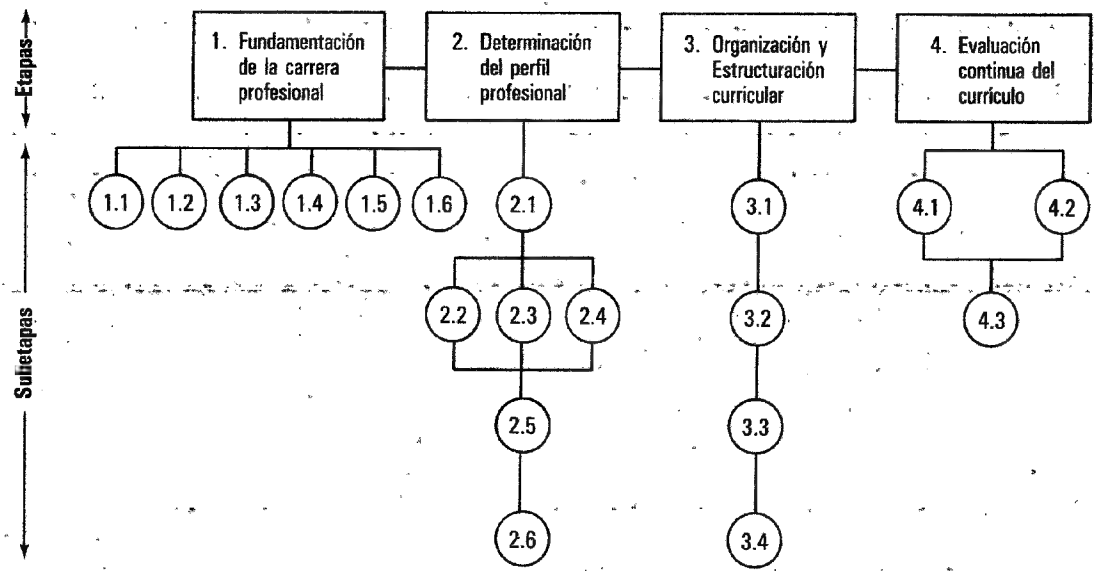 Etapas
1. Fundamentación
de la carrera
profesional
2. Determinación
del perfil
profesional
3. Organización y
Estructuración
curricular
4. Evaluación
continua del
currículo
Subetapas
1.1 1.2 1.3 1.4 1.5 1.6 2.1 3.1 4.1 4.2
2.2 2.3 2.4 3.2 4.3
2.5 3.3
2.6 3.4